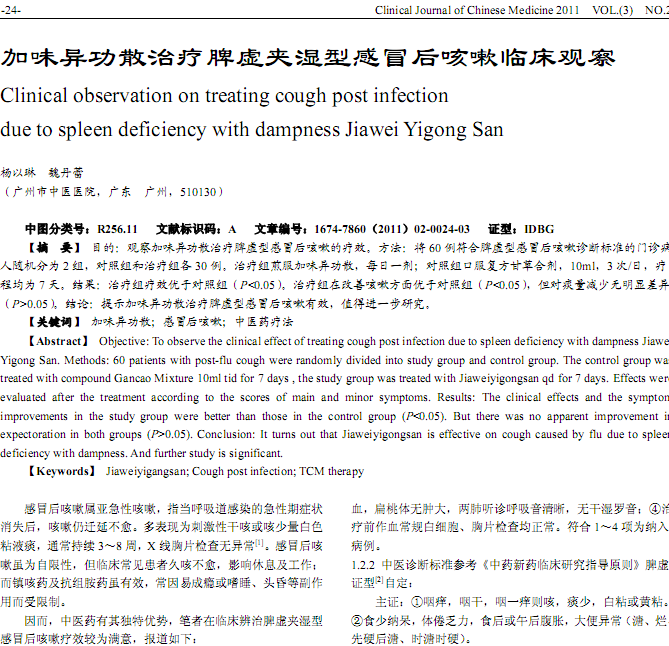 -24-
Clinical Journal of Chinese Medicine 2011 VOL.(3) NO.2
加味异功散治疗脾虚夹湿型感冒后咳嗽临床观察
Clinical observation on treating cough post infection
due to spleen deficiency with dampness Jiawei Yigong San
杨以琳 魏丹蕾
（广州市中医医院，广东 广州，510130）
中图分类号：R256.11 文献标识码：A 文章编号：1674-7860（2011）02-0024-03 证型：IDBG
【摘 要】目的：观察加味异功散治疗脾虚型感冒后咳嗽的疗效。方法：将 60 例符合脾虚型感冒后咳嗽诊断标准的门诊病
人随机分为 2 组，对照组和治疗组各 30 例。治疗组煎服加味异功散，每日一剂；对照组口服复方甘草合剂，10ml，3 次/日，疗
程均为 7 天。结果：治疗组疗效优于对照组（P<0.05）。治疗组在改善咳嗽方面优于对照组（P<0.05），但对痰量减少无明显差异
（P>0.05）。结论：提示加味异功散治疗脾虚型感冒后咳嗽有效，值得进一步研究。
【关键词】加味异功散；感冒后咳嗽；中医药疗法
【Abstract】 Objective: To observe the clinical effect of treating cough post infection due to spleen deficiency with dampness Jiawei
Yigong San. Methods: 60 patients with post-flu cough were randomly divided into study group and control group. The control group was
treated with compound Gancao Mixture 10ml tid for 7 days , the study group was treated with Jiaweiyigongsan qd for 7 days. Effects were
evaluated after the treatment according to the scores of main and minor symptoms. Results: The clinical effects and the symptom
improvements in the study group were better than those in the control group (P<0.05). But there was no apparent improvement in
expectoration in both groups (P>0.05). Conclusion: It turns out that Jiaweiyigongsan is effective on cough caused by flu due to spleen
deficiency with dampness. And further study is significant.
【Keywords】 Jiaweiyigangsan; Cough post infection; TCM therapy
感冒后咳嗽属亚急性咳嗽，指当呼吸道感染的急性期症状
消失后，咳嗽仍迁延不愈。多表现为刺激性干咳或咳少量白色
粘液痰，通常持续 3～8 周，X 线胸片检查无异常[1]。感冒后咳
嗽虽为自限性，但临床常见患者久咳不愈，影响休息及工作；
而镇咳药及抗组胺药虽有效，常因易成瘾或嗜睡、头昏等副作
用而受限制。
因而，中医药有其独特优势，笔者在临床辨治脾虚夹湿型
感冒后咳嗽疗效较为满意，报道如下：
血，扁桃体无肿大，两肺听诊呼吸音清晰，无干湿罗音；④治
疗前作血常规白细胞、胸片检查均正常。符合 1～4 项为纳入
病例。
1.2.2 中医诊断标准参考《中药新药临床研究指导原则》脾虚
证型[2]自定：
主证：①咽痒，咽干，咽一痒则咳，痰少，白粘或黄粘。
②食少纳呆，体倦乏力，食后或午后腹胀，大便异常（溏、烂、
先硬后溏、时溏时硬）。